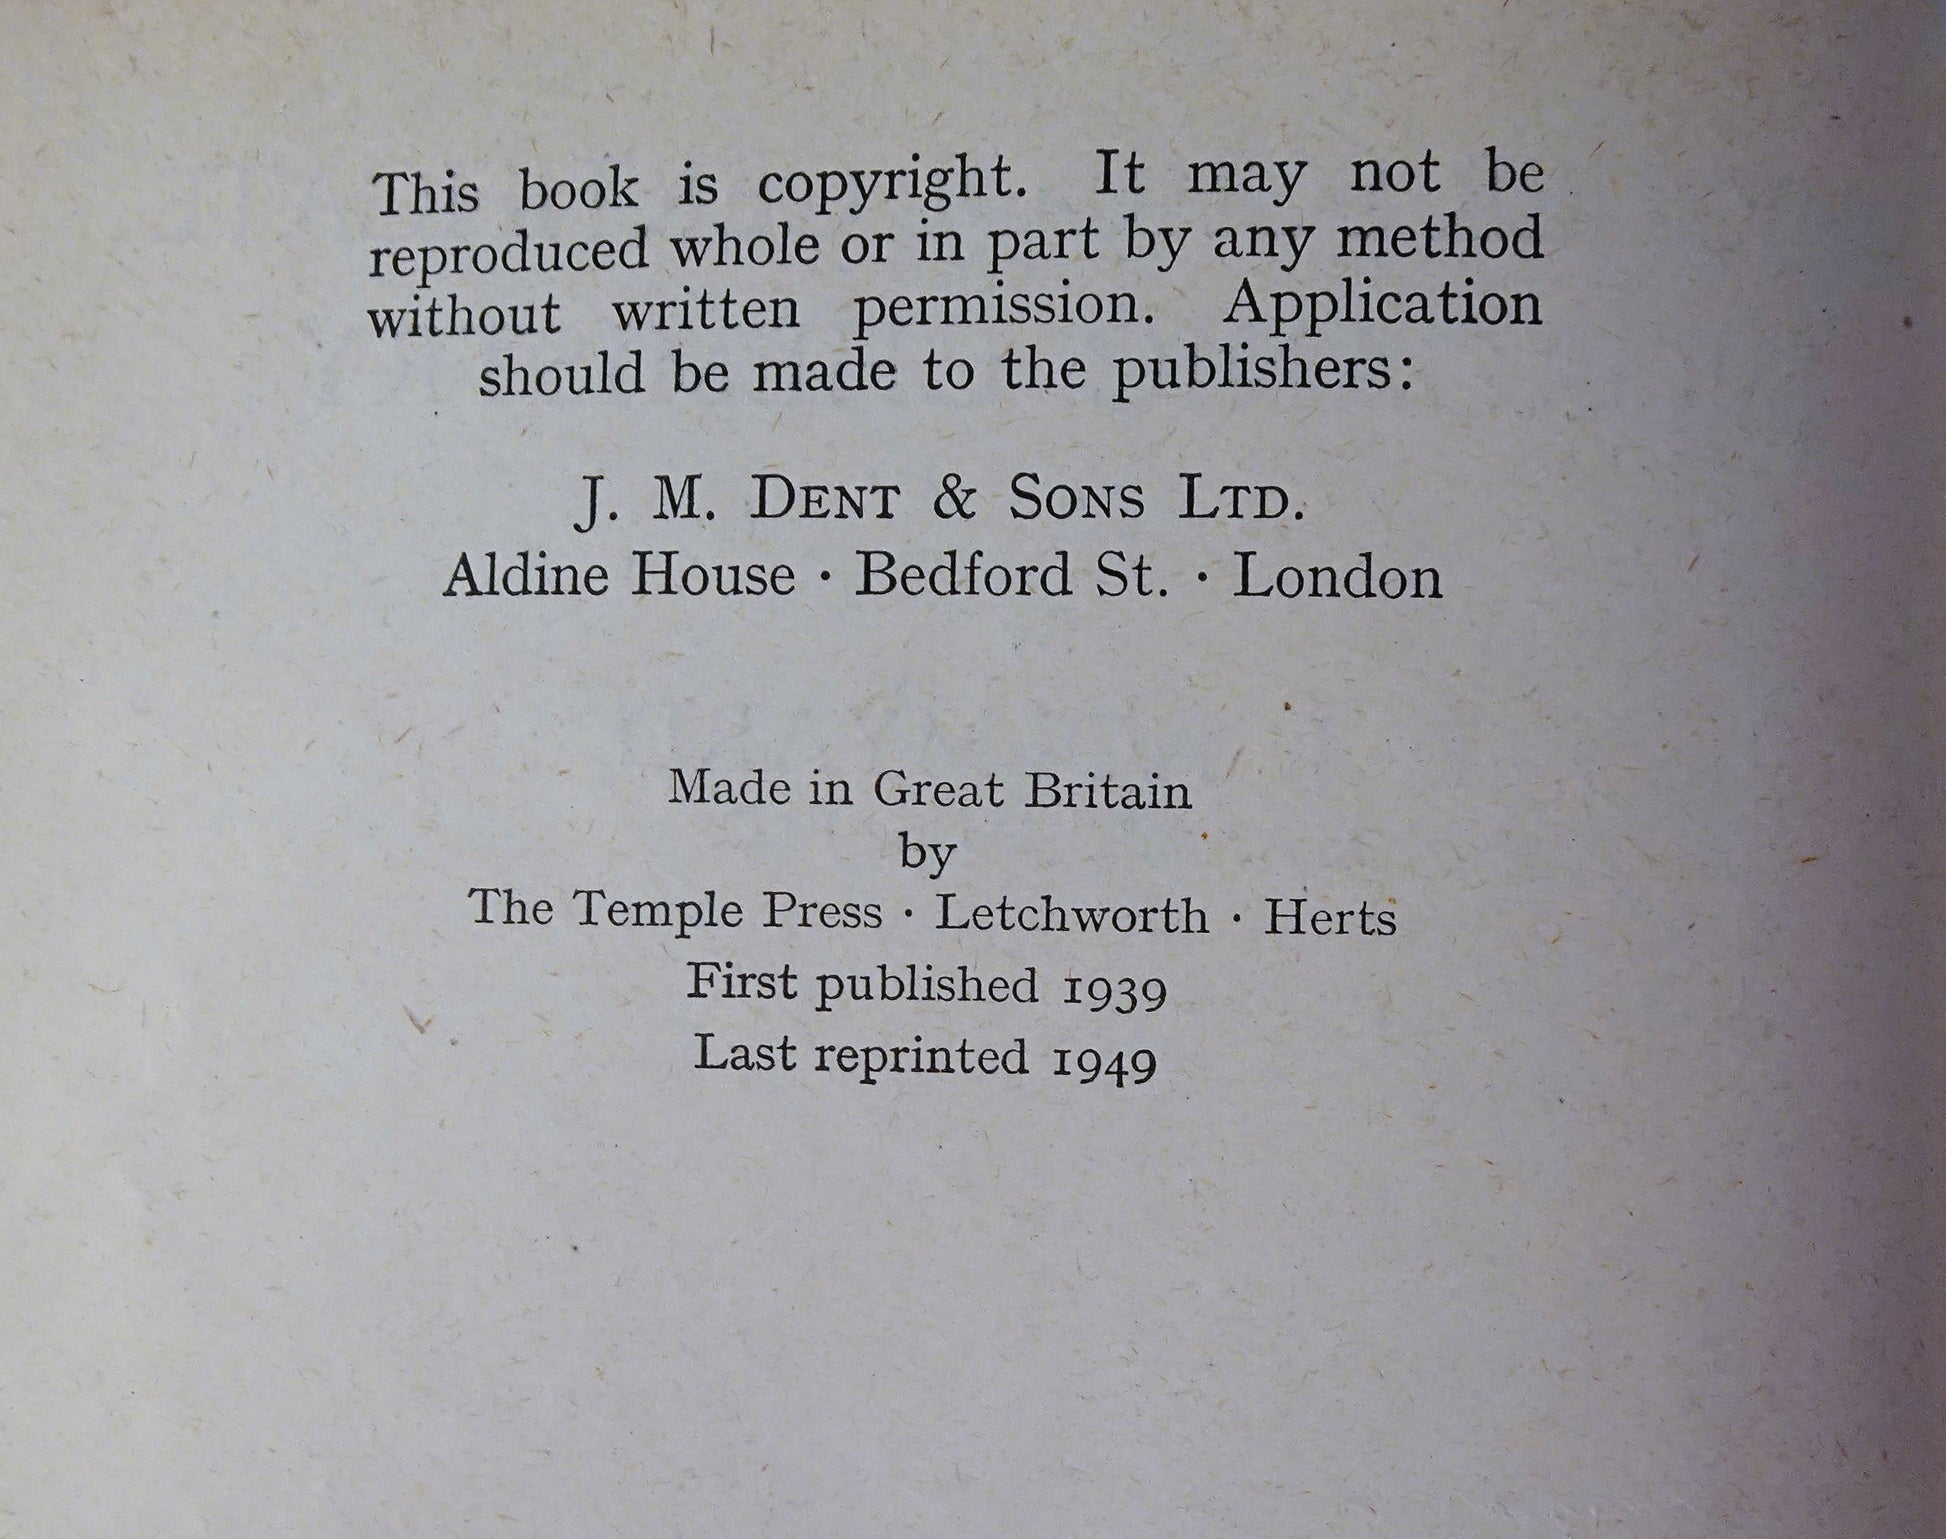 This book is copyright. It may not be
reproduced whole or in part by any method
without written permission. Application
should be made to the publishers:
J. M. DENT & SONS LTD.
Aldine House · Bedford St. · London
Made in Great Britain
by
The Temple Press · Letchworth · Herts
First published 1939
Last reprinted 1949